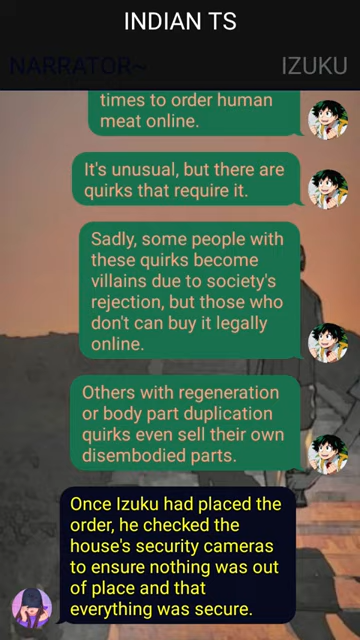 INDIAN TS
NARRATOR~
IZUKU
times to order human
meat online.
It's unusual, but there are
quirks that require it.
Sadly, some people with
these quirks become
villains due to society's
rejection, but those who
don't can buy it legally
online.
Others with regeneration
or body part duplication
quirks even sell their own
disembodied parts.
Once Izuku had placed the
order, he checked the
house's security cameras
to ensure nothing was out
of place and that
everything was secure.